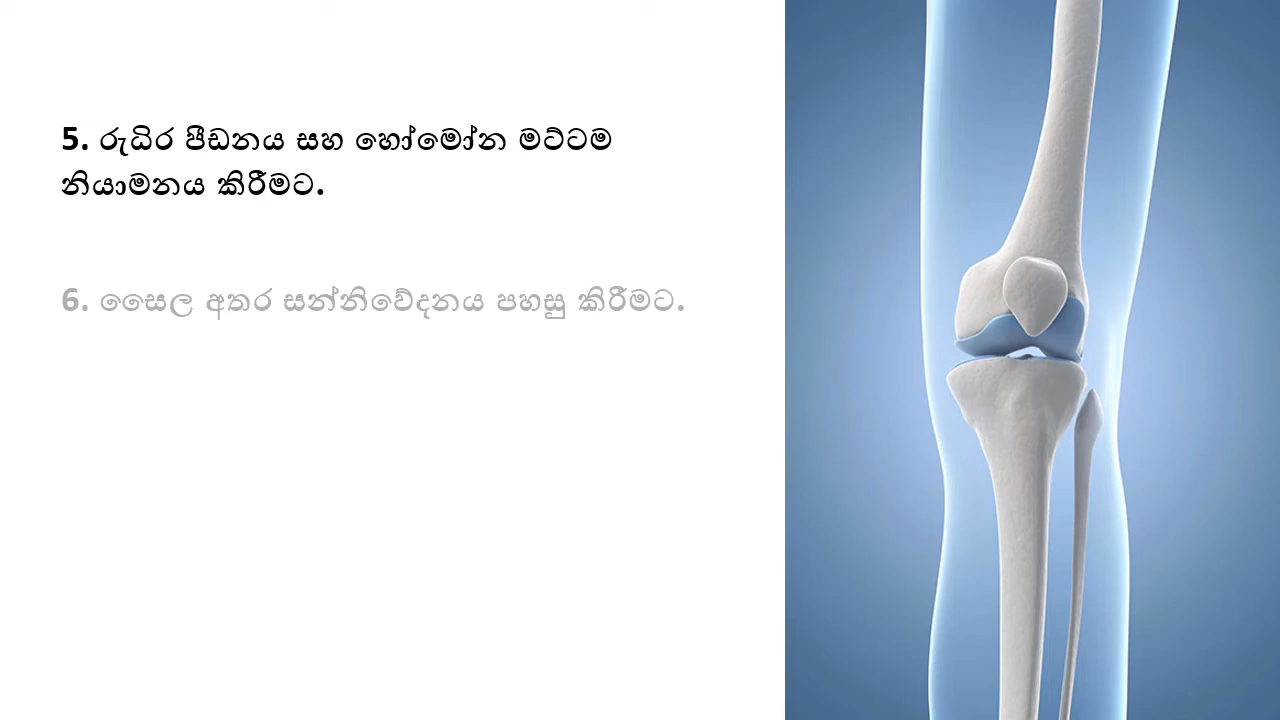 5. රුධිර පීඩනය සහ හෝමෝන මට්ටම
නියාමනය කිරීමට.
6. සෛල අතර සන්නිවේදනය පහසු කිරීමට.